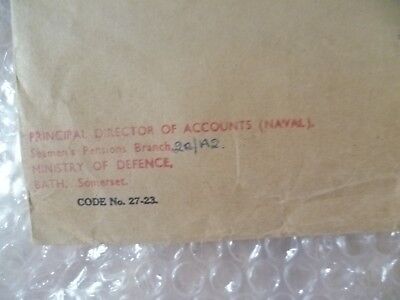 PRINCIPAL DIRECTOR OF ACCOUNTS (NAVAL),
Seamen's Pensions Branch, 2a/A2.
MINISTRY OF DEFENCE,
BATH, Somerset.
CODE No. 27-23.